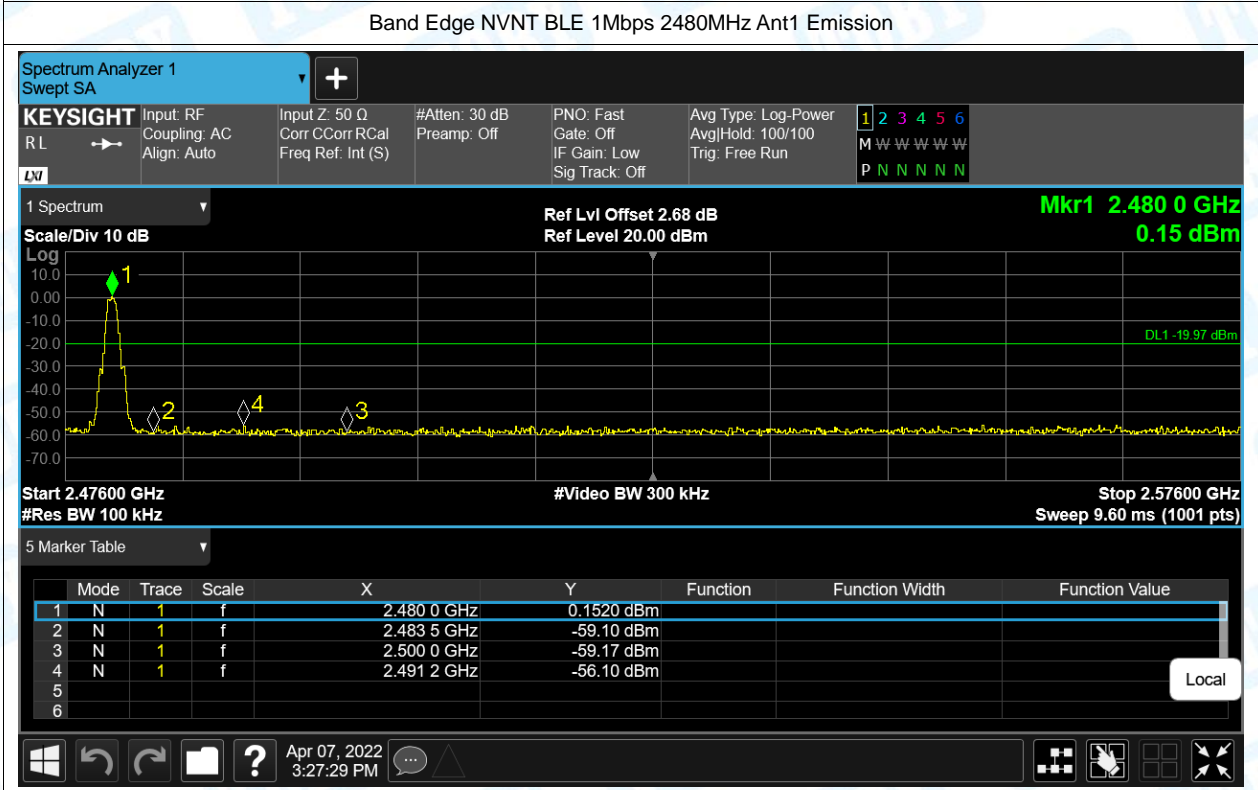 Band Edge NVNT BLE 1Mbps 2480MHz Ant1 Emission
Spectrum Analyzer 1
Swept SA
+
KEYSIGHT
R L
LXI
Input: RF
Coupling: AC
Align: Auto
Input Z: 50 Ω
Corr CCorr RCal
Freq Ref: Int (S)
#Atten: 30 dB
Preamp: Off
PNO: Fast
Gate: Off
IF Gain: Low
Sig Track: Off
Avg Type: Log-Power
Avg|Hold: 100/100
Trig: Free Run
1 2 3 4 5 6
M W W W W W
P N N N N N
1 Spectrum
Scale/Div 10 dB
Ref Lvl Offset 2.68 dB
Ref Level 20.00 dBm
Mkr1 2.480 0 GHz
0.15 dBm
Log
10.0
0.00
-10.0
-20.0
-30.0
-40.0
-50.0
-60.0
-70.0
1
2
4
3
DL1 -19.97 dBm
Start 2.47600 GHz
#Video BW 300 kHz
Stop 2.57600 GHz
#Res BW 100 kHz
Sweep 9.60 ms (1001 pts)
5 Marker Table
Mode Trace Scale X Y Function Function Width Function Value
1 N 1 f 2.480 0 GHz 0.1520 dBm
2 N 1 f 2.483 5 GHz -59.10 dBm
3 N 1 f 2.500 0 GHz -59.17 dBm
4 N 1 f 2.491 2 GHz -56.10 dBm
5
6
Local
?
Apr 07, 2022
3:27:29 PM